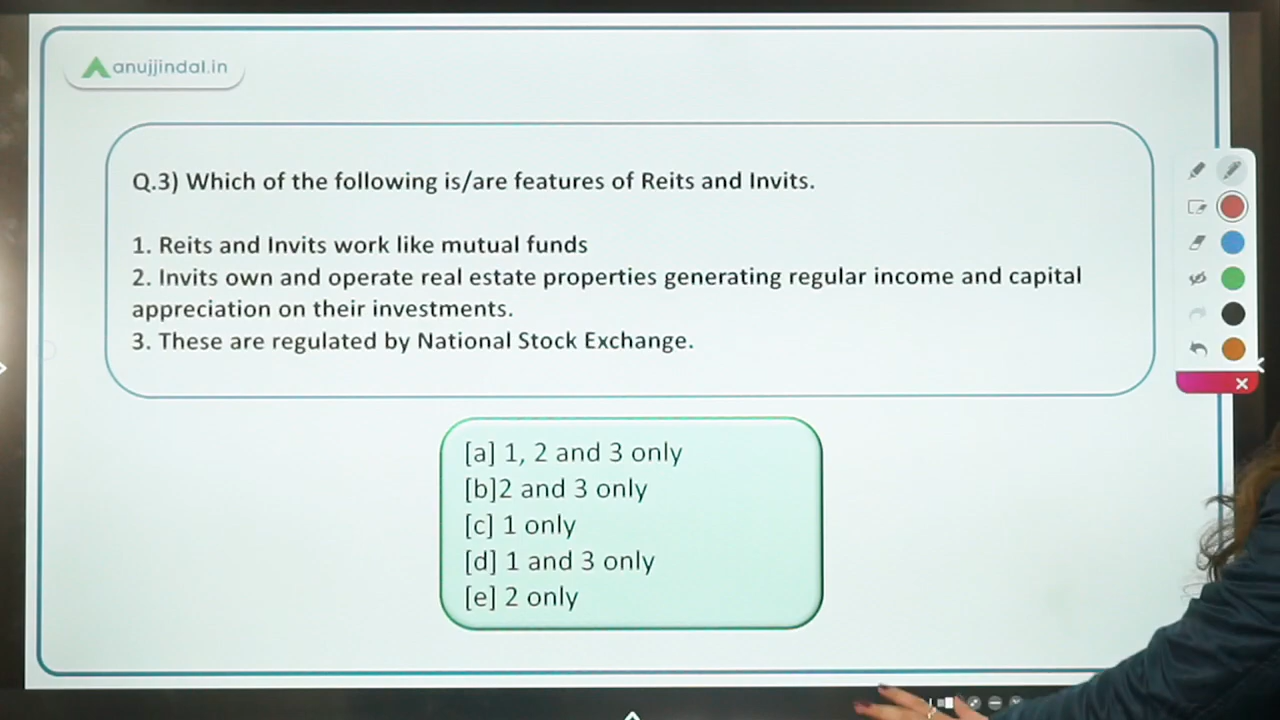 anujjindal.in
Q.3) Which of the following is/are features of Reits and Invits.
1. Reits and Invits work like mutual funds
2. Invits own and operate real estate properties generating regular income and capital
appreciation on their investments.
3. These are regulated by National Stock Exchange.
[a] 1, 2 and 3 only
[b]2 and 3 only
[c] 1 only
[d] 1 and 3 only
[e] 2 only